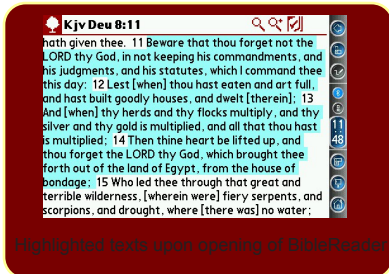 Kjv Deu 8:11
hath given thee. 11 Beware that thou forget not the
LORD thy God, in not keeping his commandments, and
his judgments, and his statutes, which I command thee
this day: 12 Lest [when] thou hast eaten and art full,
and hast built goodly houses, and dwelt [therein]; 13
And [when] thy herds and thy flocks multiply, and thy
silver and thy gold is multiplied, and all that thou hast
is multiplied; 14 Then thine heart be lifted up, and
thou forget the LORD thy God, which brought thee
forth out of the land of Egypt, from the house of
bondage; 15 Who led thee through that great and
terrible wilderness, [wherein were] fiery serpents, and
scorpions, and drought, where [there was] no water;
11
48
Highlighted texts upon opening of BibleReader